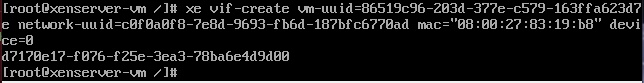 [root@xenserver-vm /]# xe vif-create vm-uuid=86519c96-203d-377e-c579-163ffa623d7
e network-uuid=c0f0a0f8-7e8d-9693-fb6d-187bfc6770ad mac="08:00:27:83:19:b8" devi
ce=0
d7170e17-f076-f25e-3ea3-78ba6e4d9d00
[root@xenserver-vm /]#